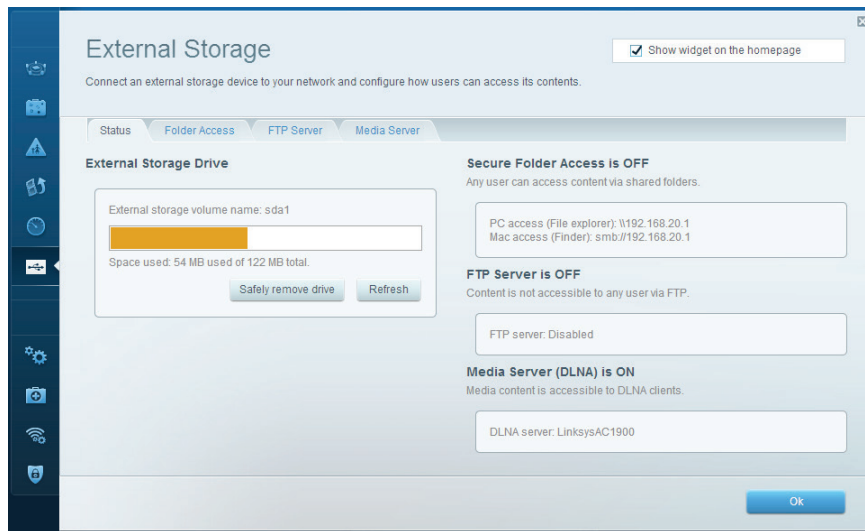 External Storage
Show widget on the homepage
Connect an external storage device to your network and configure how users can access its contents.
Status
Folder Access
FTP Server
Media Server
External Storage Drive
External storage volume name: sda1
Space used: 54 MB used of 122 MB total.
Safely remove drive
Refresh
Secure Folder Access is OFF
Any user can access content via shared folders.
PC access (File explorer): \\192.168.20.1
Mac access (Finder): smb://192.168.20.1
FTP Server is OFF
Content is not accessible to any user via FTP.
FTP server: Disabled
Media Server (DLNA) is ON
Media content is accessible to DLNA clients.
DLNA server: LinksysAC1900
Ok